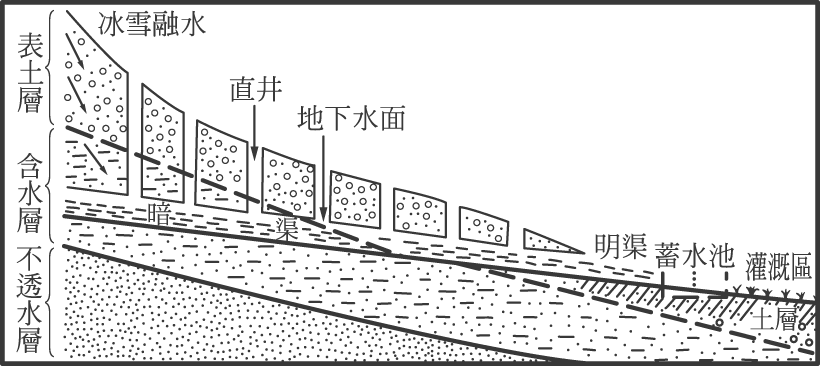 冰雪融水
表土層
直井
地下水面
含水層
暗
渠
明渠
蓄水池
灌溉區
不透水層
土層